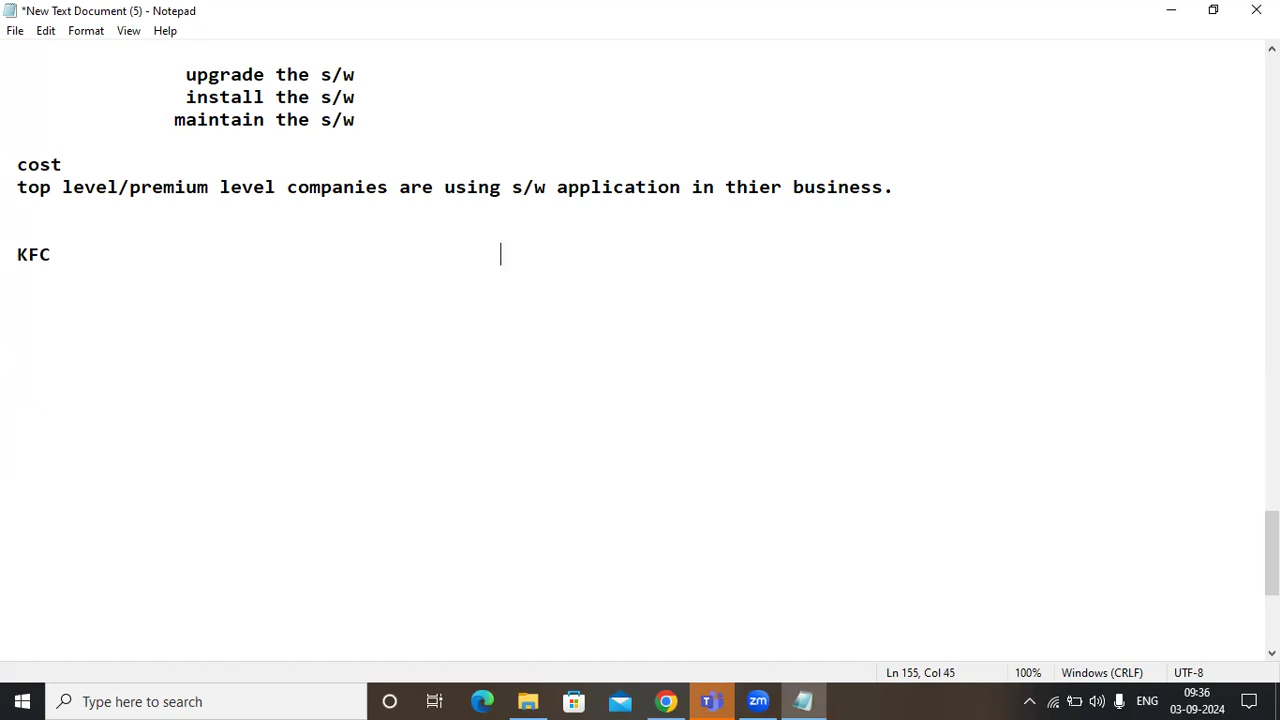 *New Text Document (5) - Notepad
File Edit Format View Help
upgrade the s/w
install the s/w
maintain the s/w
cost
top level/premium level companies are using s/w application in thier business.
KFC
Ln 155, Col 45 100% Windows (CRLF) UTF-8
Type here to search
zm
ENG
09:36
03-09-2024